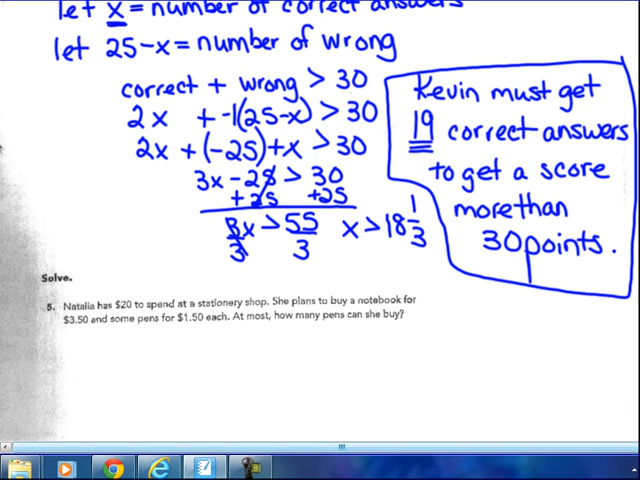 let x = number of correct answers
let 25-x = number of wrong
correct + wrong > 30
2x + -1(25-x) > 30
2x + (-25) + x > 30
3x - 25 > 30
+ 25 +25
3x > 55 x > 18 1/3
3 3
Kevin must get
19 correct answers
to get a score
more than
30 points.
Solve.
5. Natalia has $20 to spend at a stationery shop. She plans to buy a notebook for
$3.50 and some pens for $1.50 each. At most, how many pens can she buy?